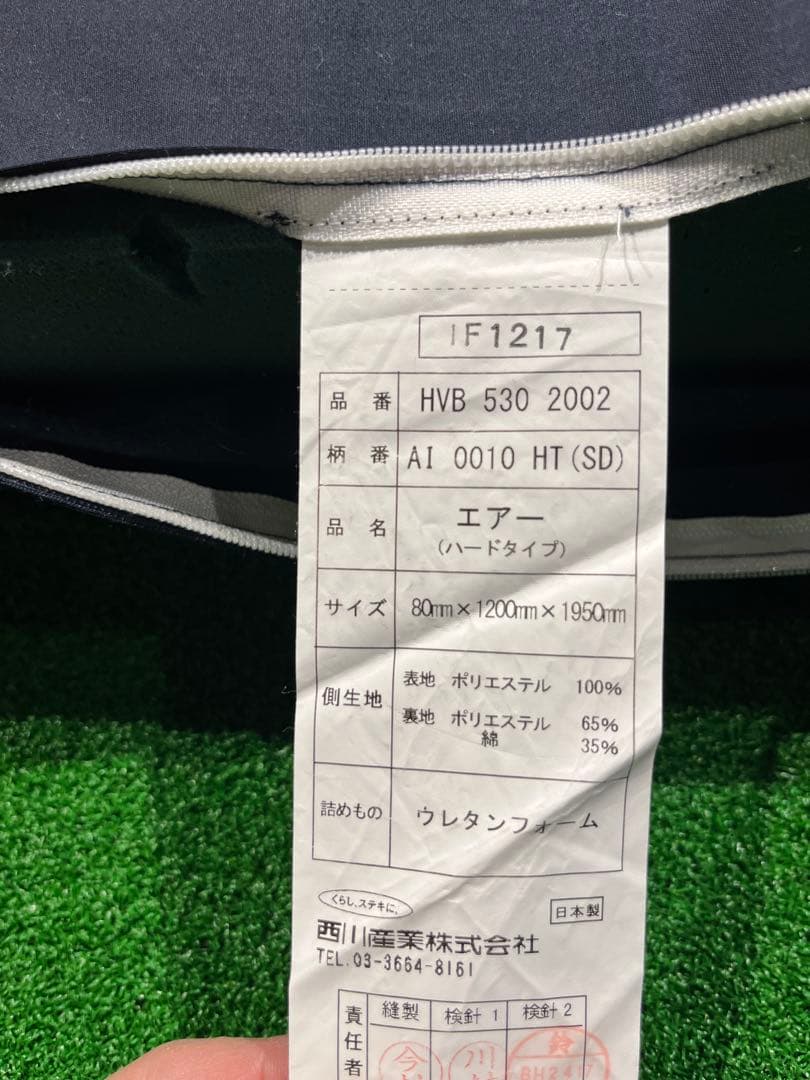 IF1217
品番 HVB 530 2002
柄番 AI 0010 HT(SD)
品名 エアー
(ハードタイプ)
サイズ 80mm×1200mm×1950mm
側生地 表地 ポリエステル 100%
裏地 ポリエステル 65%
綿 35%
詰めもの ウレタンフォーム
くらし、ステキに。
日本製
西川産業株式会社
TEL.03-3664-8161
責任者 縫製 検針1 検針2
今 川 鈴
BH2417